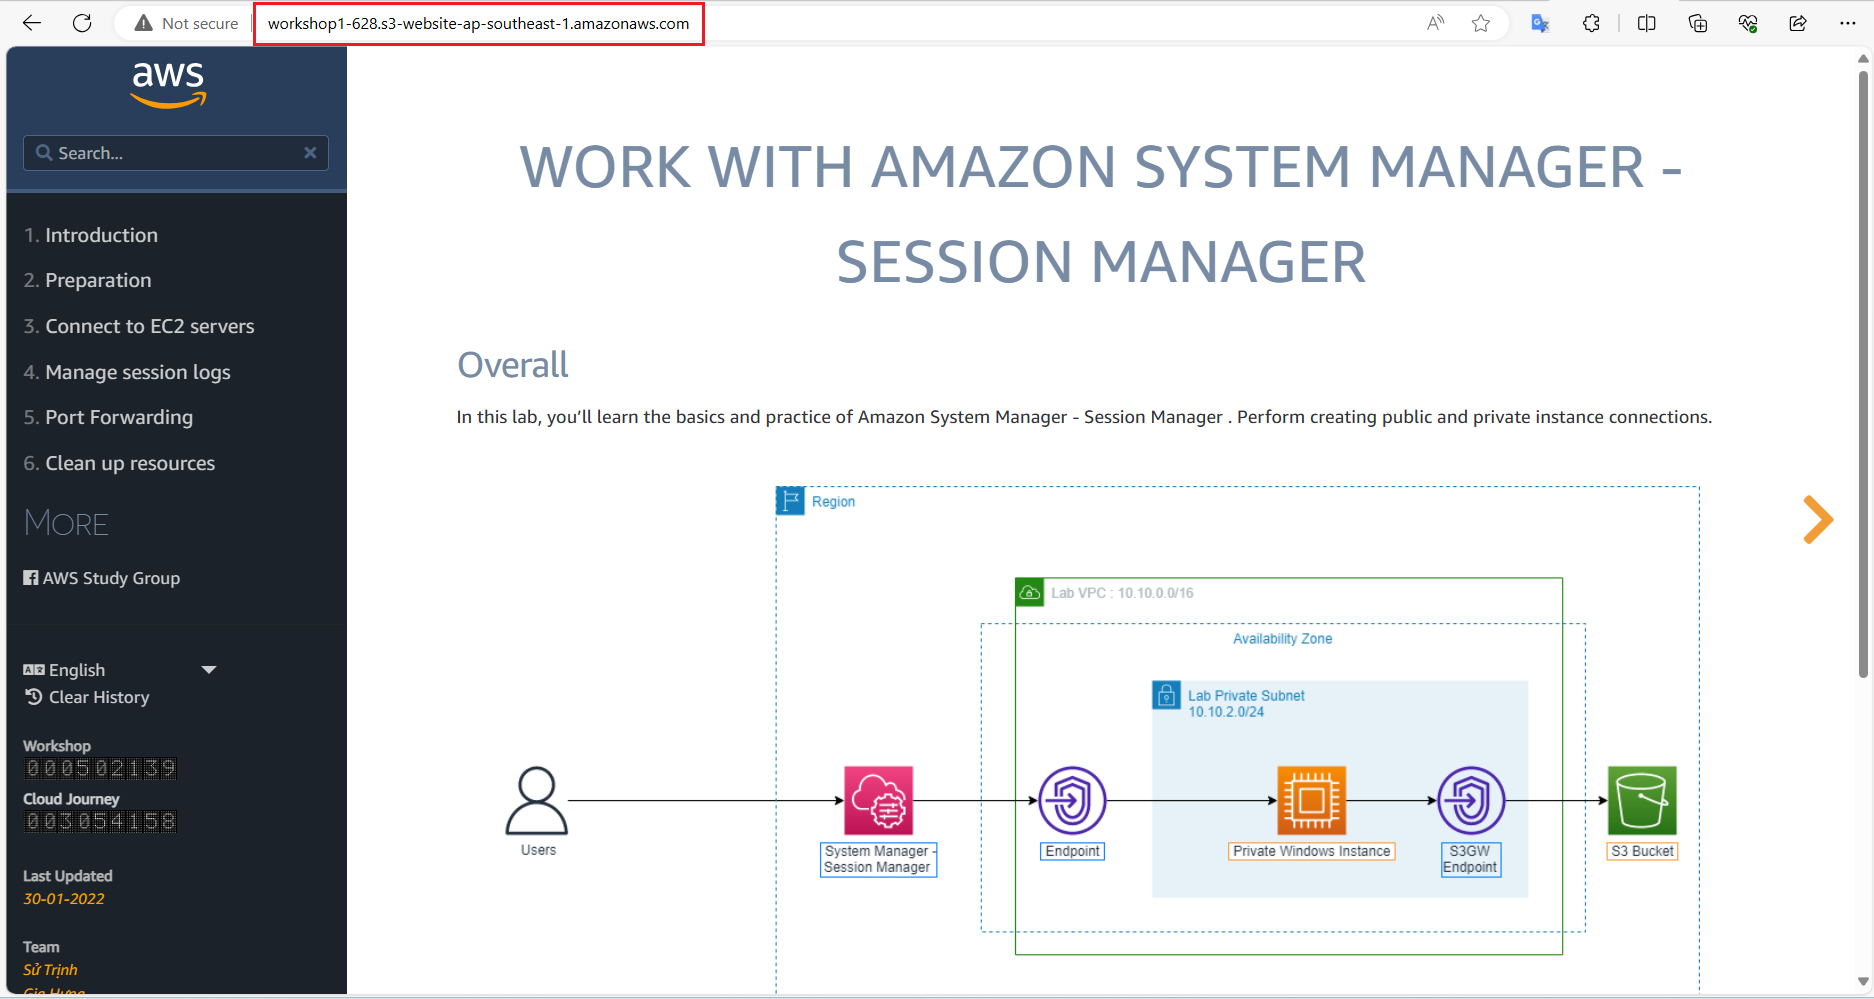 Not secure
workshop1-628.s3-website-ap-southeast-1.amazonaws.com
aws
Search...
1. Introduction
2. Preparation
3. Connect to EC2 servers
4. Manage session logs
5. Port Forwarding
6. Clean up resources
MORE
AWS Study Group
English
Clear History
Workshop
000502139
Cloud Journey
003054158
Last Updated
30-01-2022
Team
Sử Trịnh
Gia Hưng
WORK WITH AMAZON SYSTEM MANAGER -
SESSION MANAGER
Overall
In this lab, you’ll learn the basics and practice of Amazon System Manager - Session Manager . Perform creating public and private instance connections.
Region
Lab VPC : 10.10.0.0/16
Availability Zone
Lab Private Subnet
10.10.2.0/24
Users
System Manager -
Session Manager
Endpoint
Private Windows Instance
S3GW
Endpoint
S3 Bucket